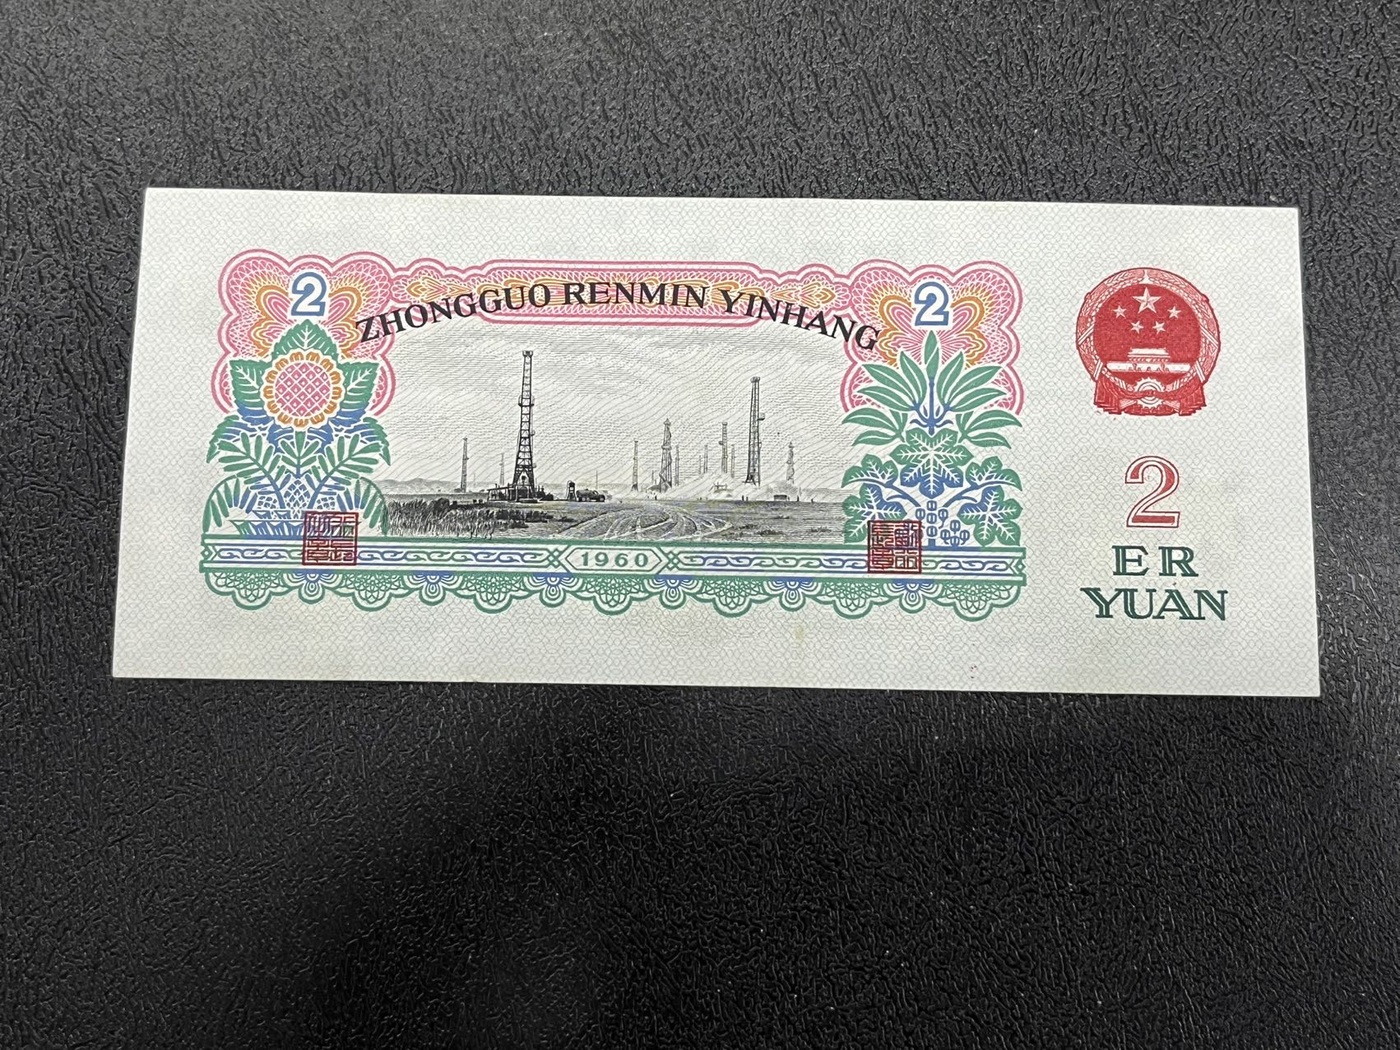 2
2
ZHONGGUO RENMIN YINHANG
1960
2
ER
YUAN